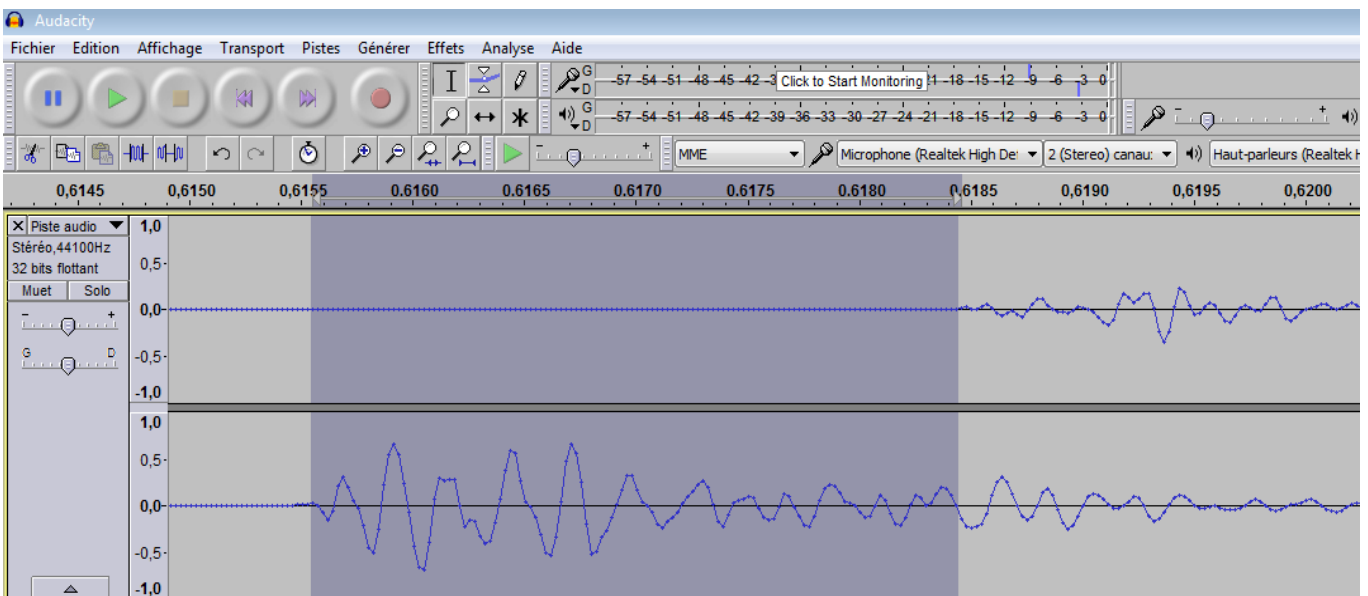 Audacity
Fichier Edition Affichage Transport Pistes Générer Effets Analyse Aide
G -57 -54 -51 -48 -45 -42 Click to Start Monitoring -18 -15 -12 -9 -6 -3 0
D
G -57 -54 -51 -48 -45 -42 -39 -36 -33 -30 -27 -24 -21 -18 -15 -12 -9 -6 -3 0
D
MME Microphone (Realtek High De 2 (Stereo) canau: Haut-parleurs (Realtek H
0,6145 0,6150 0,6155 0,6160 0,6165 0,6170 0,6175 0,6180 0,6185 0,6190 0,6195 0,6200
X Piste audio 1,0
Stéréo,44100Hz
32 bits flottant 0,5
Muet Solo
- + 0,0
G D -0,5
-1,0
1,0
0,5
0,0
-0,5
-1,0